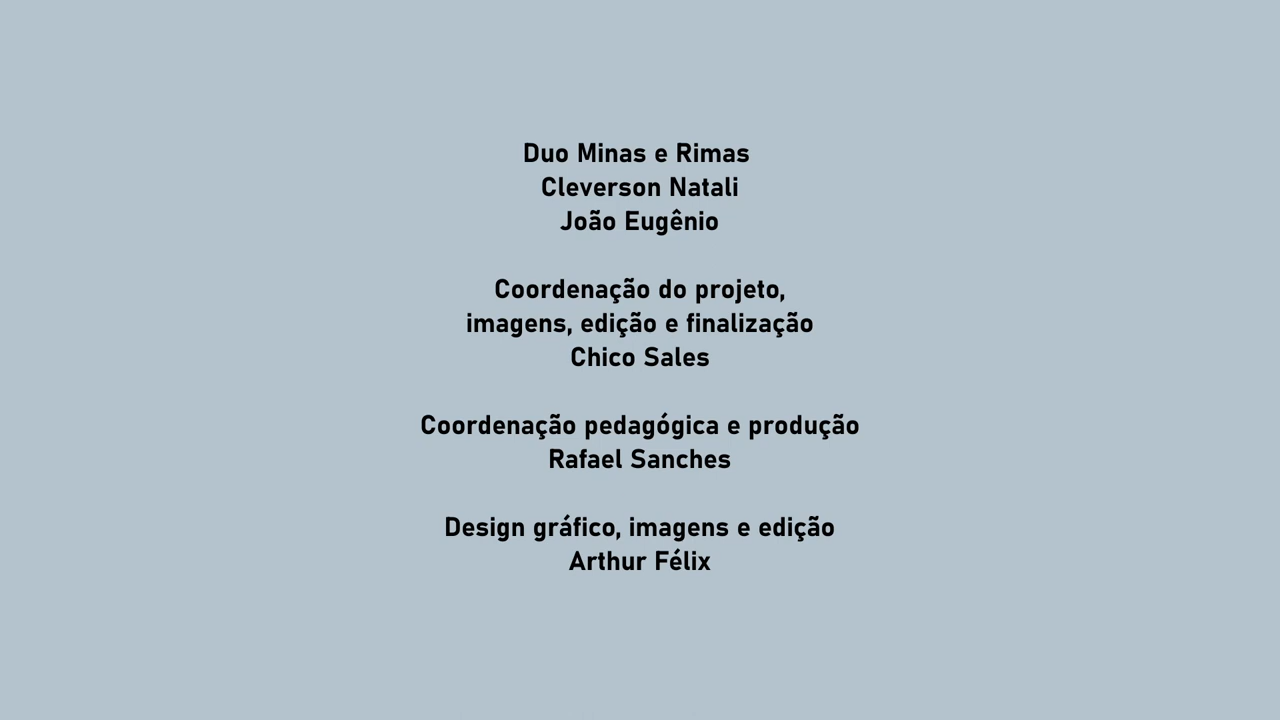 Duo Minas e Rimas
Cleverson Natali
João Eugênio
Coordenação do projeto,
imagens, edição e finalização
Chico Sales
Coordenação pedagógica e produção
Rafael Sanches
Design gráfico, imagens e edição
Arthur Félix